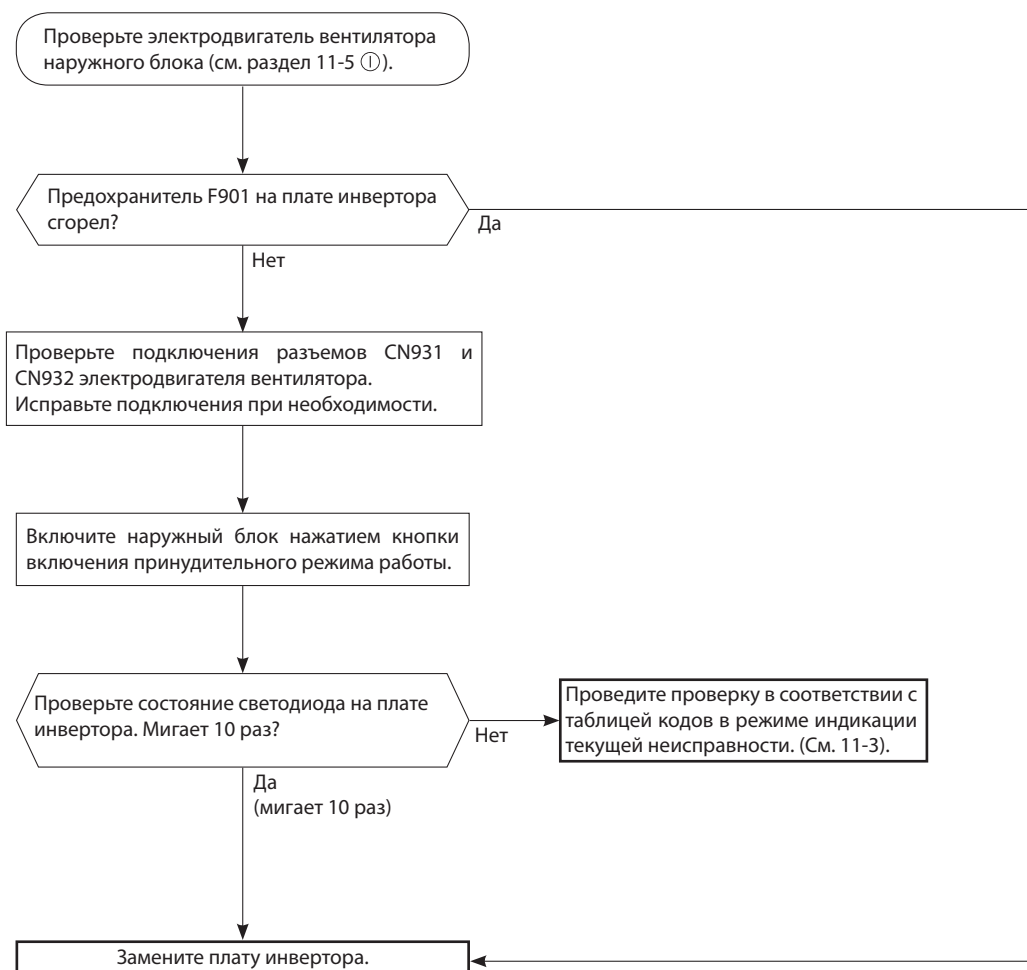 Проверьте электродвигатель вентилятора
наружного блока (см. раздел 11-5 Ⓘ).
Предохранитель F901 на плате инвертора
сгорел?
Да
Нет
Проверьте подключения разъемов CN931 и
CN932 электродвигателя вентилятора.
Исправьте подключения при необходимости.
Включите наружный блок нажатием кнопки
включения принудительного режима работы.
Проверьте состояние светодиода на плате
инвертора. Мигает 10 раз?
Нет
Проведите проверку в соответствии с
таблицей кодов в режиме индикации
текущей неисправности. (См. 11-3).
Да
(мигает 10 раз)
Замените плату инвертора.